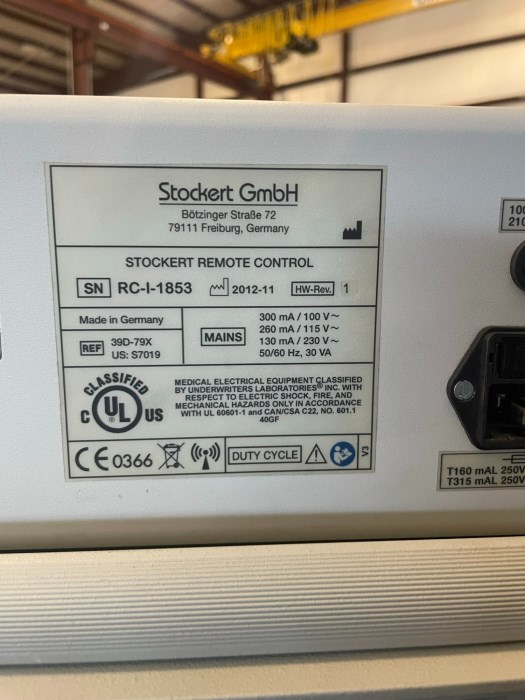 Stockert GmbH
Bötzinger Straße 72
79111 Freiburg, Germany
STOCKERT REMOTE CONTROL
SN RC-I-1853 2012-11 HW-Rev. 1
Made in Germany
REF 39D-79X
US: S7019
MAINS
300 mA / 100 V~
260 mA / 115 V~
130 mA / 230 V~
50/60 Hz, 30 VA
CLASSIFIED
C UL US
MEDICAL ELECTRICAL EQUIPMENT CLASSIFIED
BY UNDERWRITERS LABORATORIES® INC. WITH
RESPECT TO ELECTRIC SHOCK, FIRE, AND
MECHANICAL HAZARDS ONLY IN ACCORDANCE
WITH UL 60601-1 and CAN/CSA C22, NO. 601.1
40GF
CE 0366 DUTY CYCLE V3
T160 mAL 250V
T315 mAL 250V